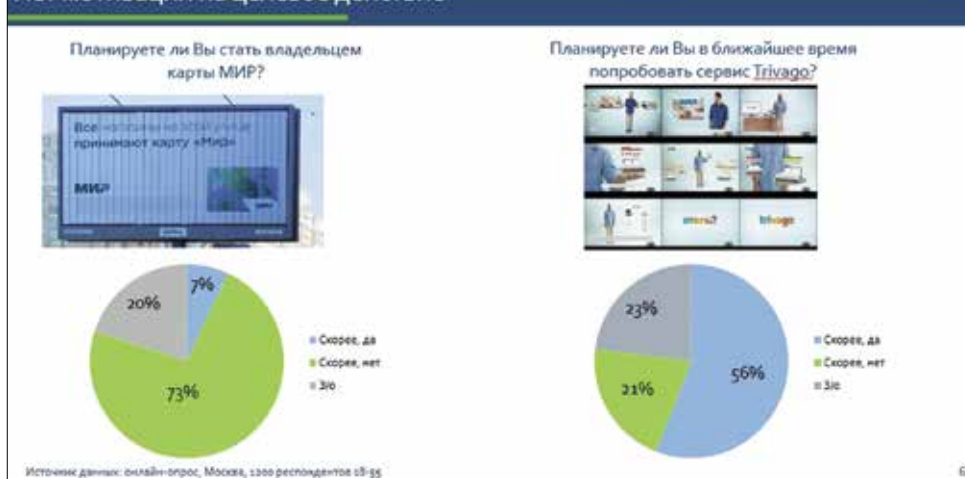 Планируете ли Вы стать владельцем
карты МИР?
Планируете ли Вы в ближайшее время
попробовать сервис Trivago?
Все
принимают карту «Мир»
МИР
trivago
7%
20%
73%
Скорее, да
Скорее, нет
З/о
23%
56%
21%
Скорее, да
Скорее, нет
З/о
Источник данных: онлайн-опрос, Москва, 1200 респондентов 18-55
6